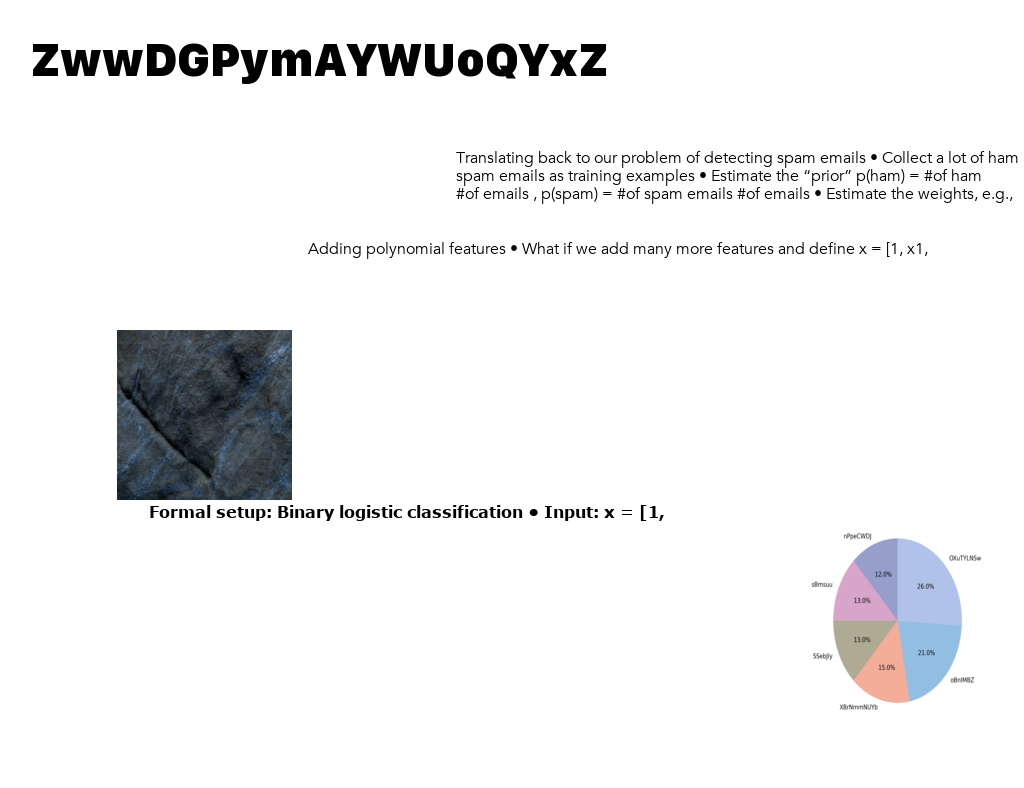 ZwwDGPymAYWUoQYxZ
Translating back to our problem of detecting spam emails • Collect a lot of ham
spam emails as training examples • Estimate the “prior” p(ham) = #of ham
#of emails , p(spam) = #of spam emails #of emails • Estimate the weights, e.g.,
Adding polynomial features • What if we add many more features and define x = [1, x1,
Formal setup: Binary logistic classification • Input: x = [1,
nPpeCWDJ
OXuTYLNSw
12.0%
26.0%
sBmsuu
13.0%
13.0%
21.0%
SSebJly
15.0%
oBnIMBZ
XBrNmmNUYb